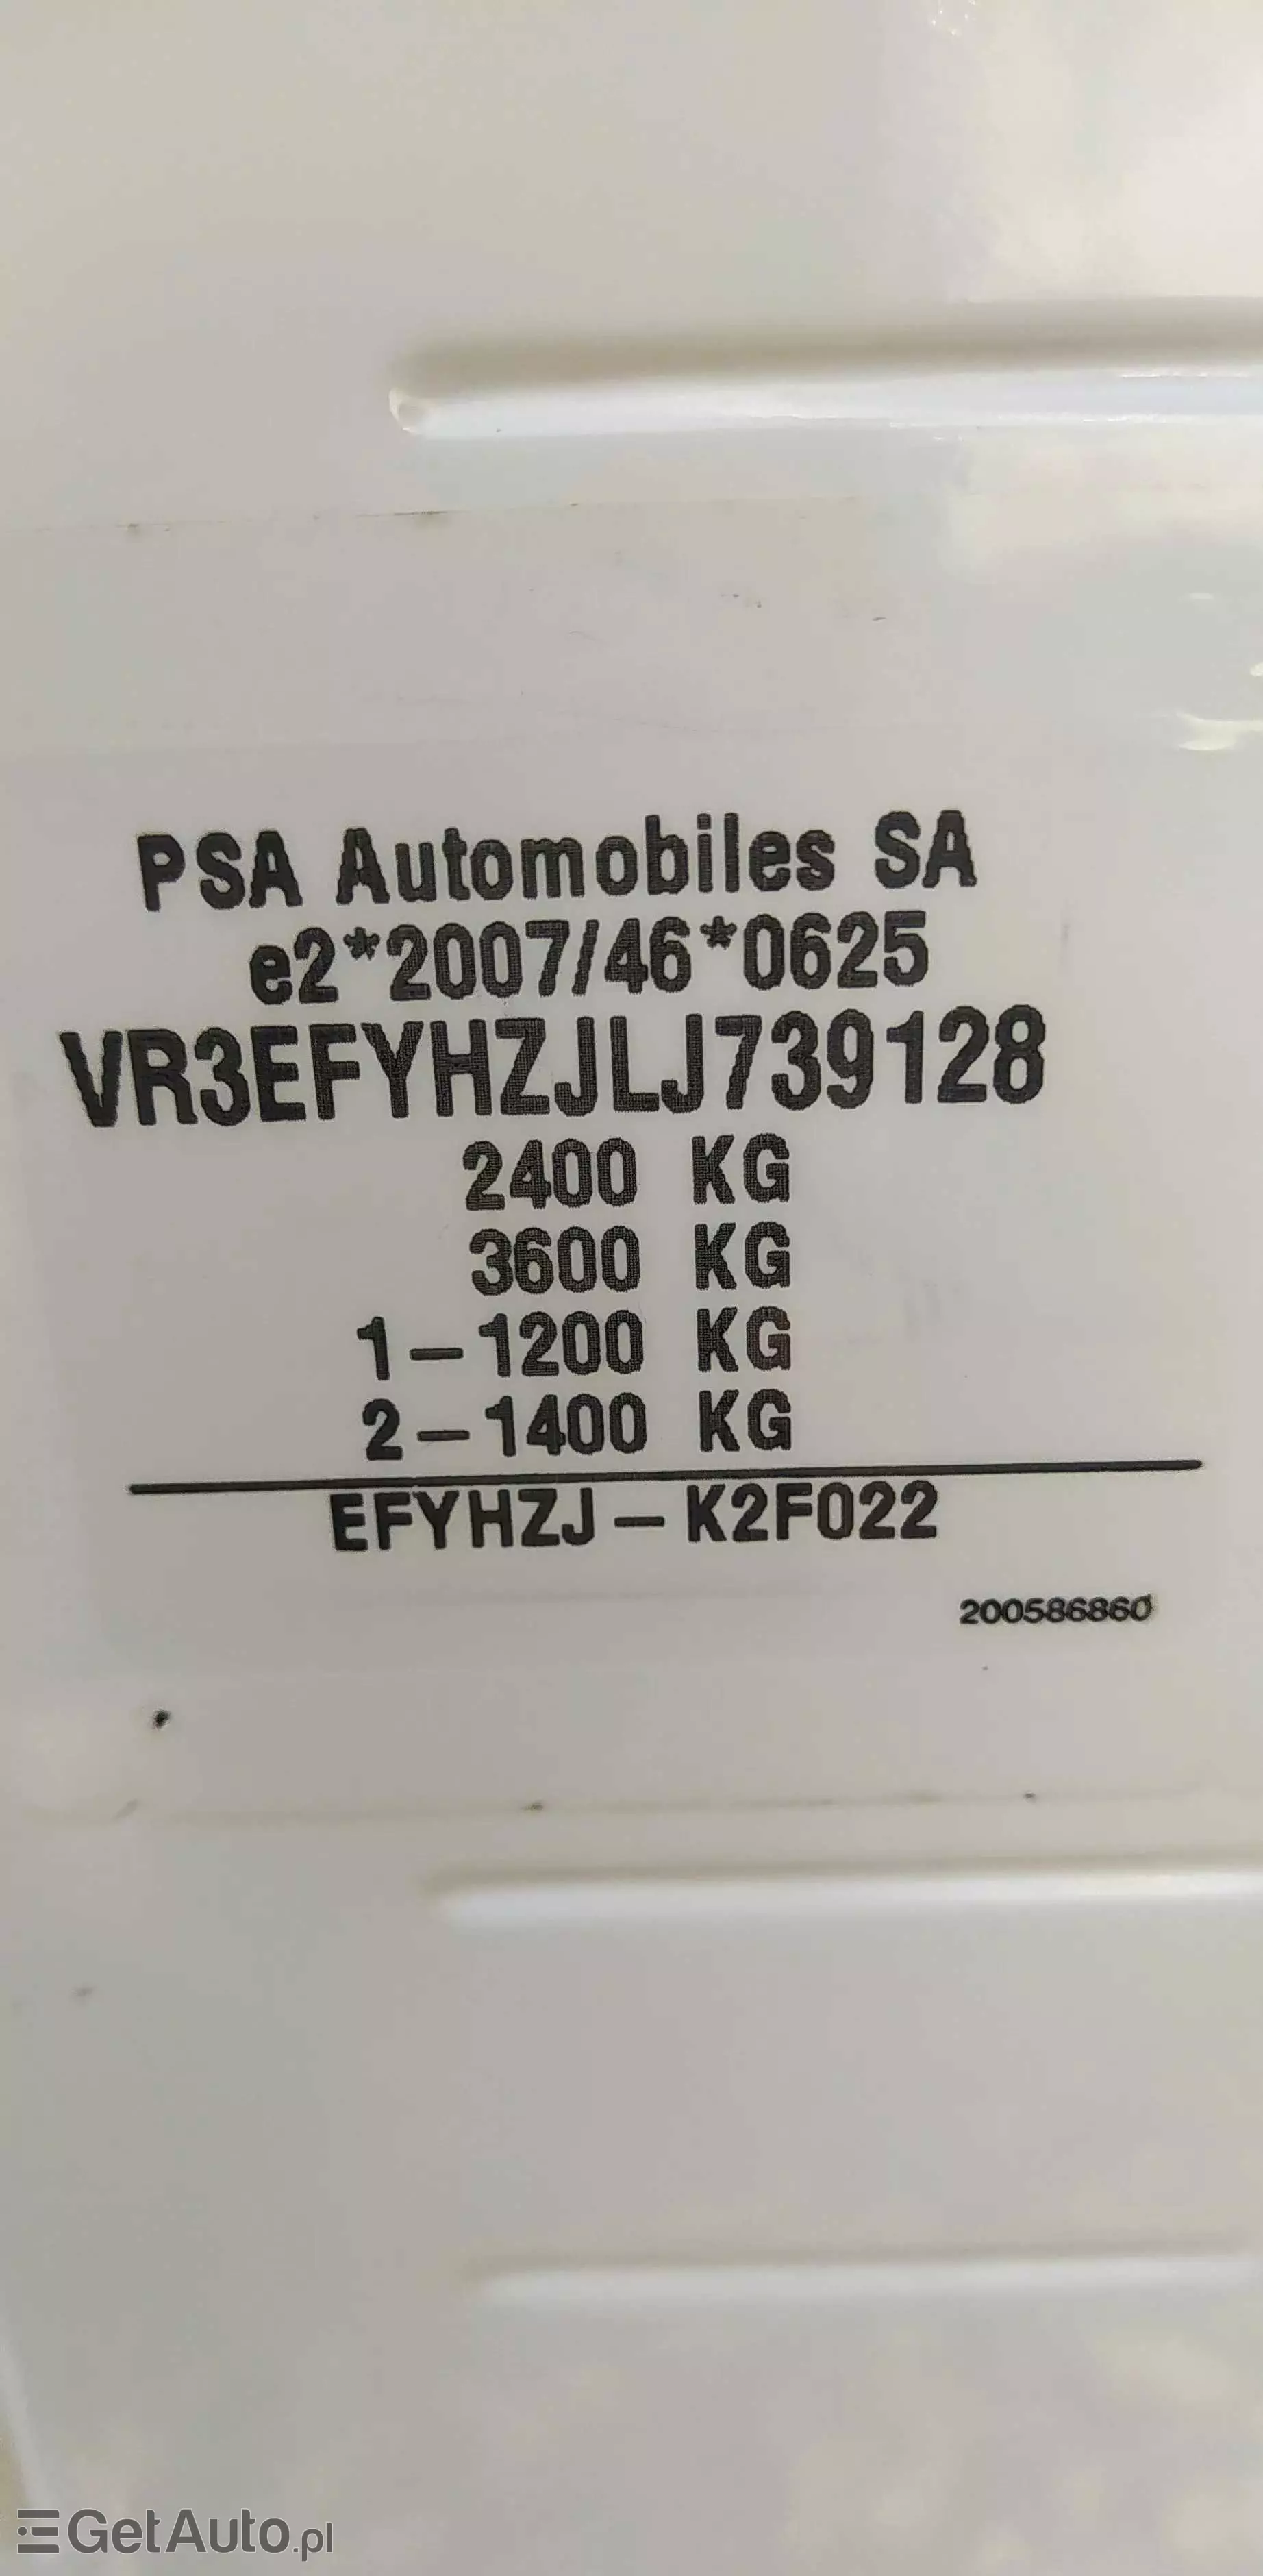 PSA Automobiles SA
e2*2007/46*0625
VR3EFYHZJLJ739128
2400 KG
3600 KG
1-1200 KG
2-1400 KG
EFYHZJ-K2F022
200586860
GetAuto.pl